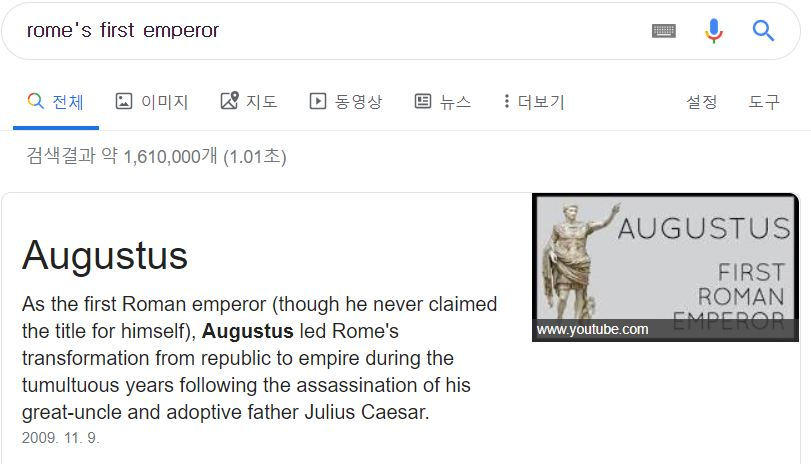 rome's first emperor
전체 이미지 지도 동영상 뉴스 더보기 설정 도구
검색결과 약 1,610,000개 (1.01초)
Augustus
As the first Roman emperor (though he never claimed
the title for himself), Augustus led Rome's
transformation from republic to empire during the
tumultuous years following the assassination of his
great-uncle and adoptive father Julius Caesar.
2009. 11. 9.
AUGUSTUS
FIRST
ROMAN
EMPEROR
www.youtube.com